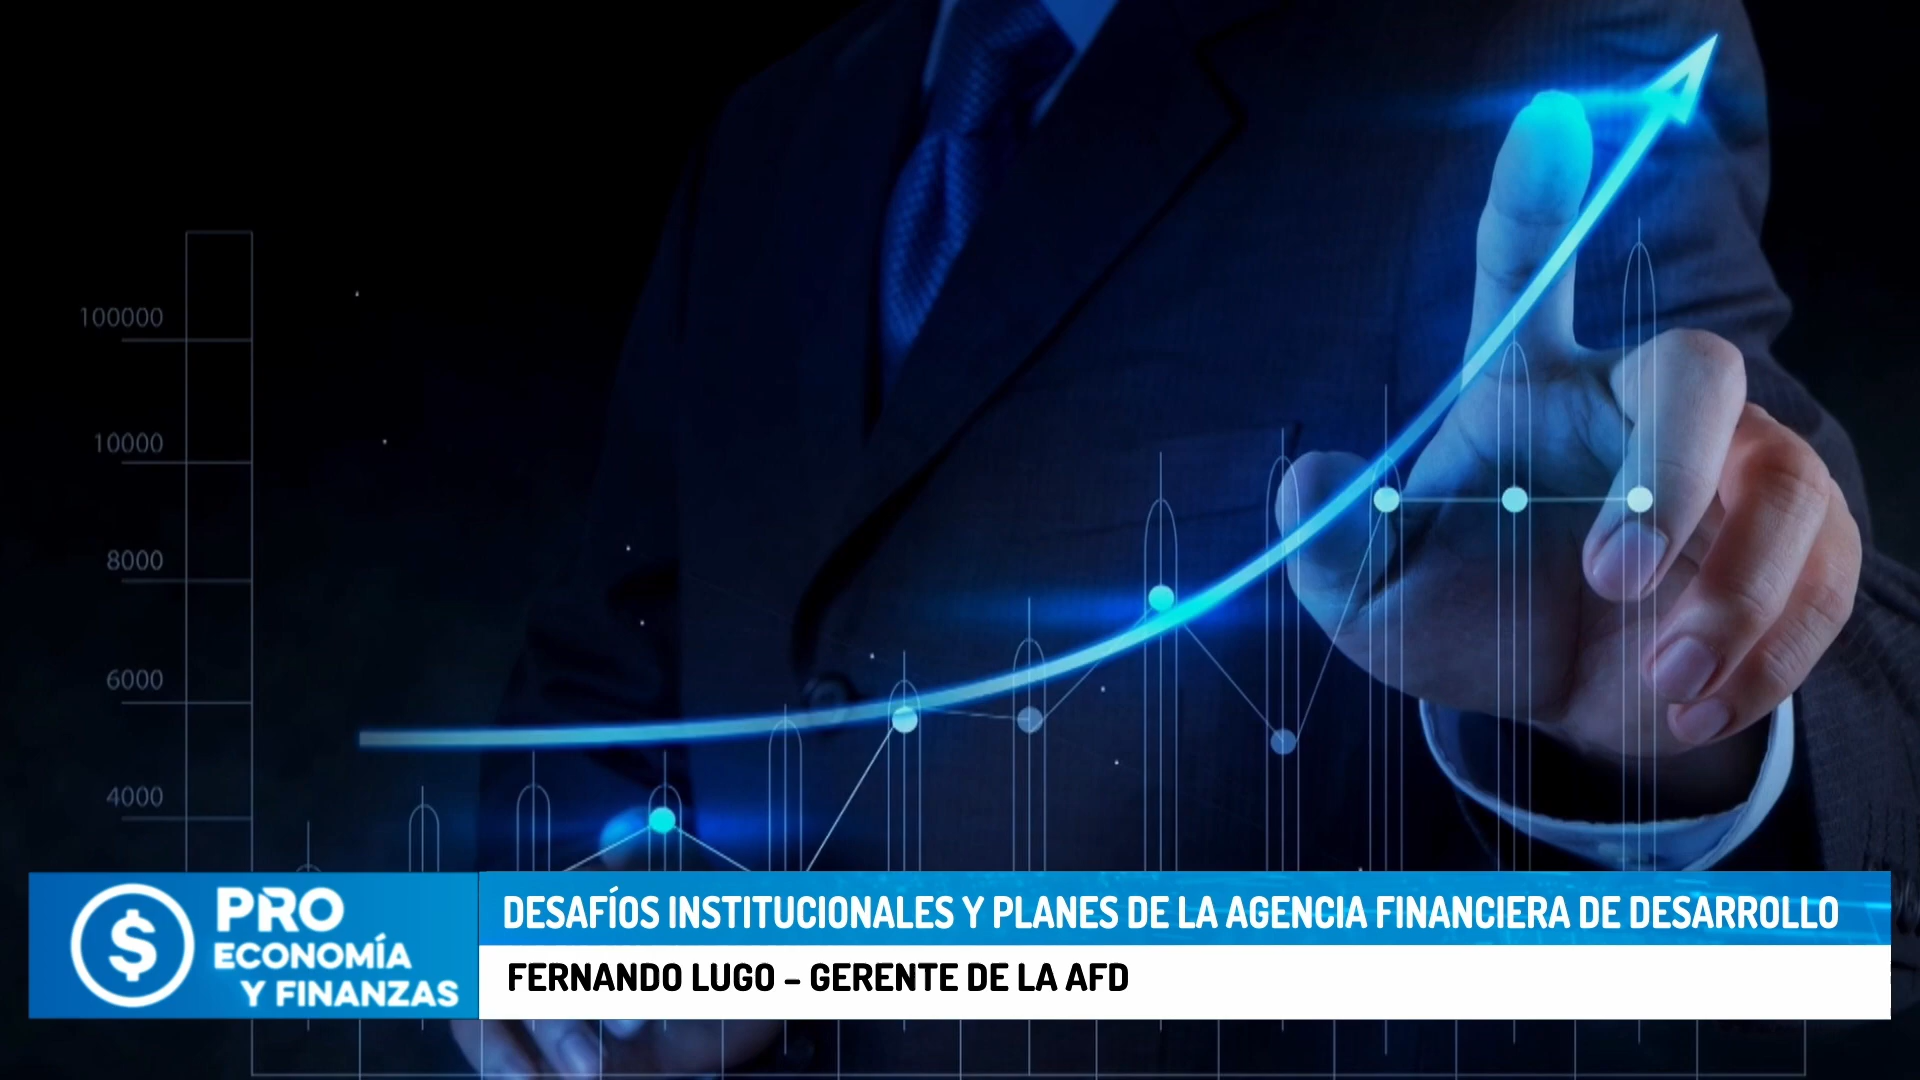 100000
10000
8000
6000
4000
$
PRO
ECONOMÍA
Y FINANZAS
DESAFÍOS INSTITUCIONALES Y PLANES DE LA AGENCIA FINANCIERA DE DESARROLLO
FERNANDO LUGO – GERENTE DE LA AFD